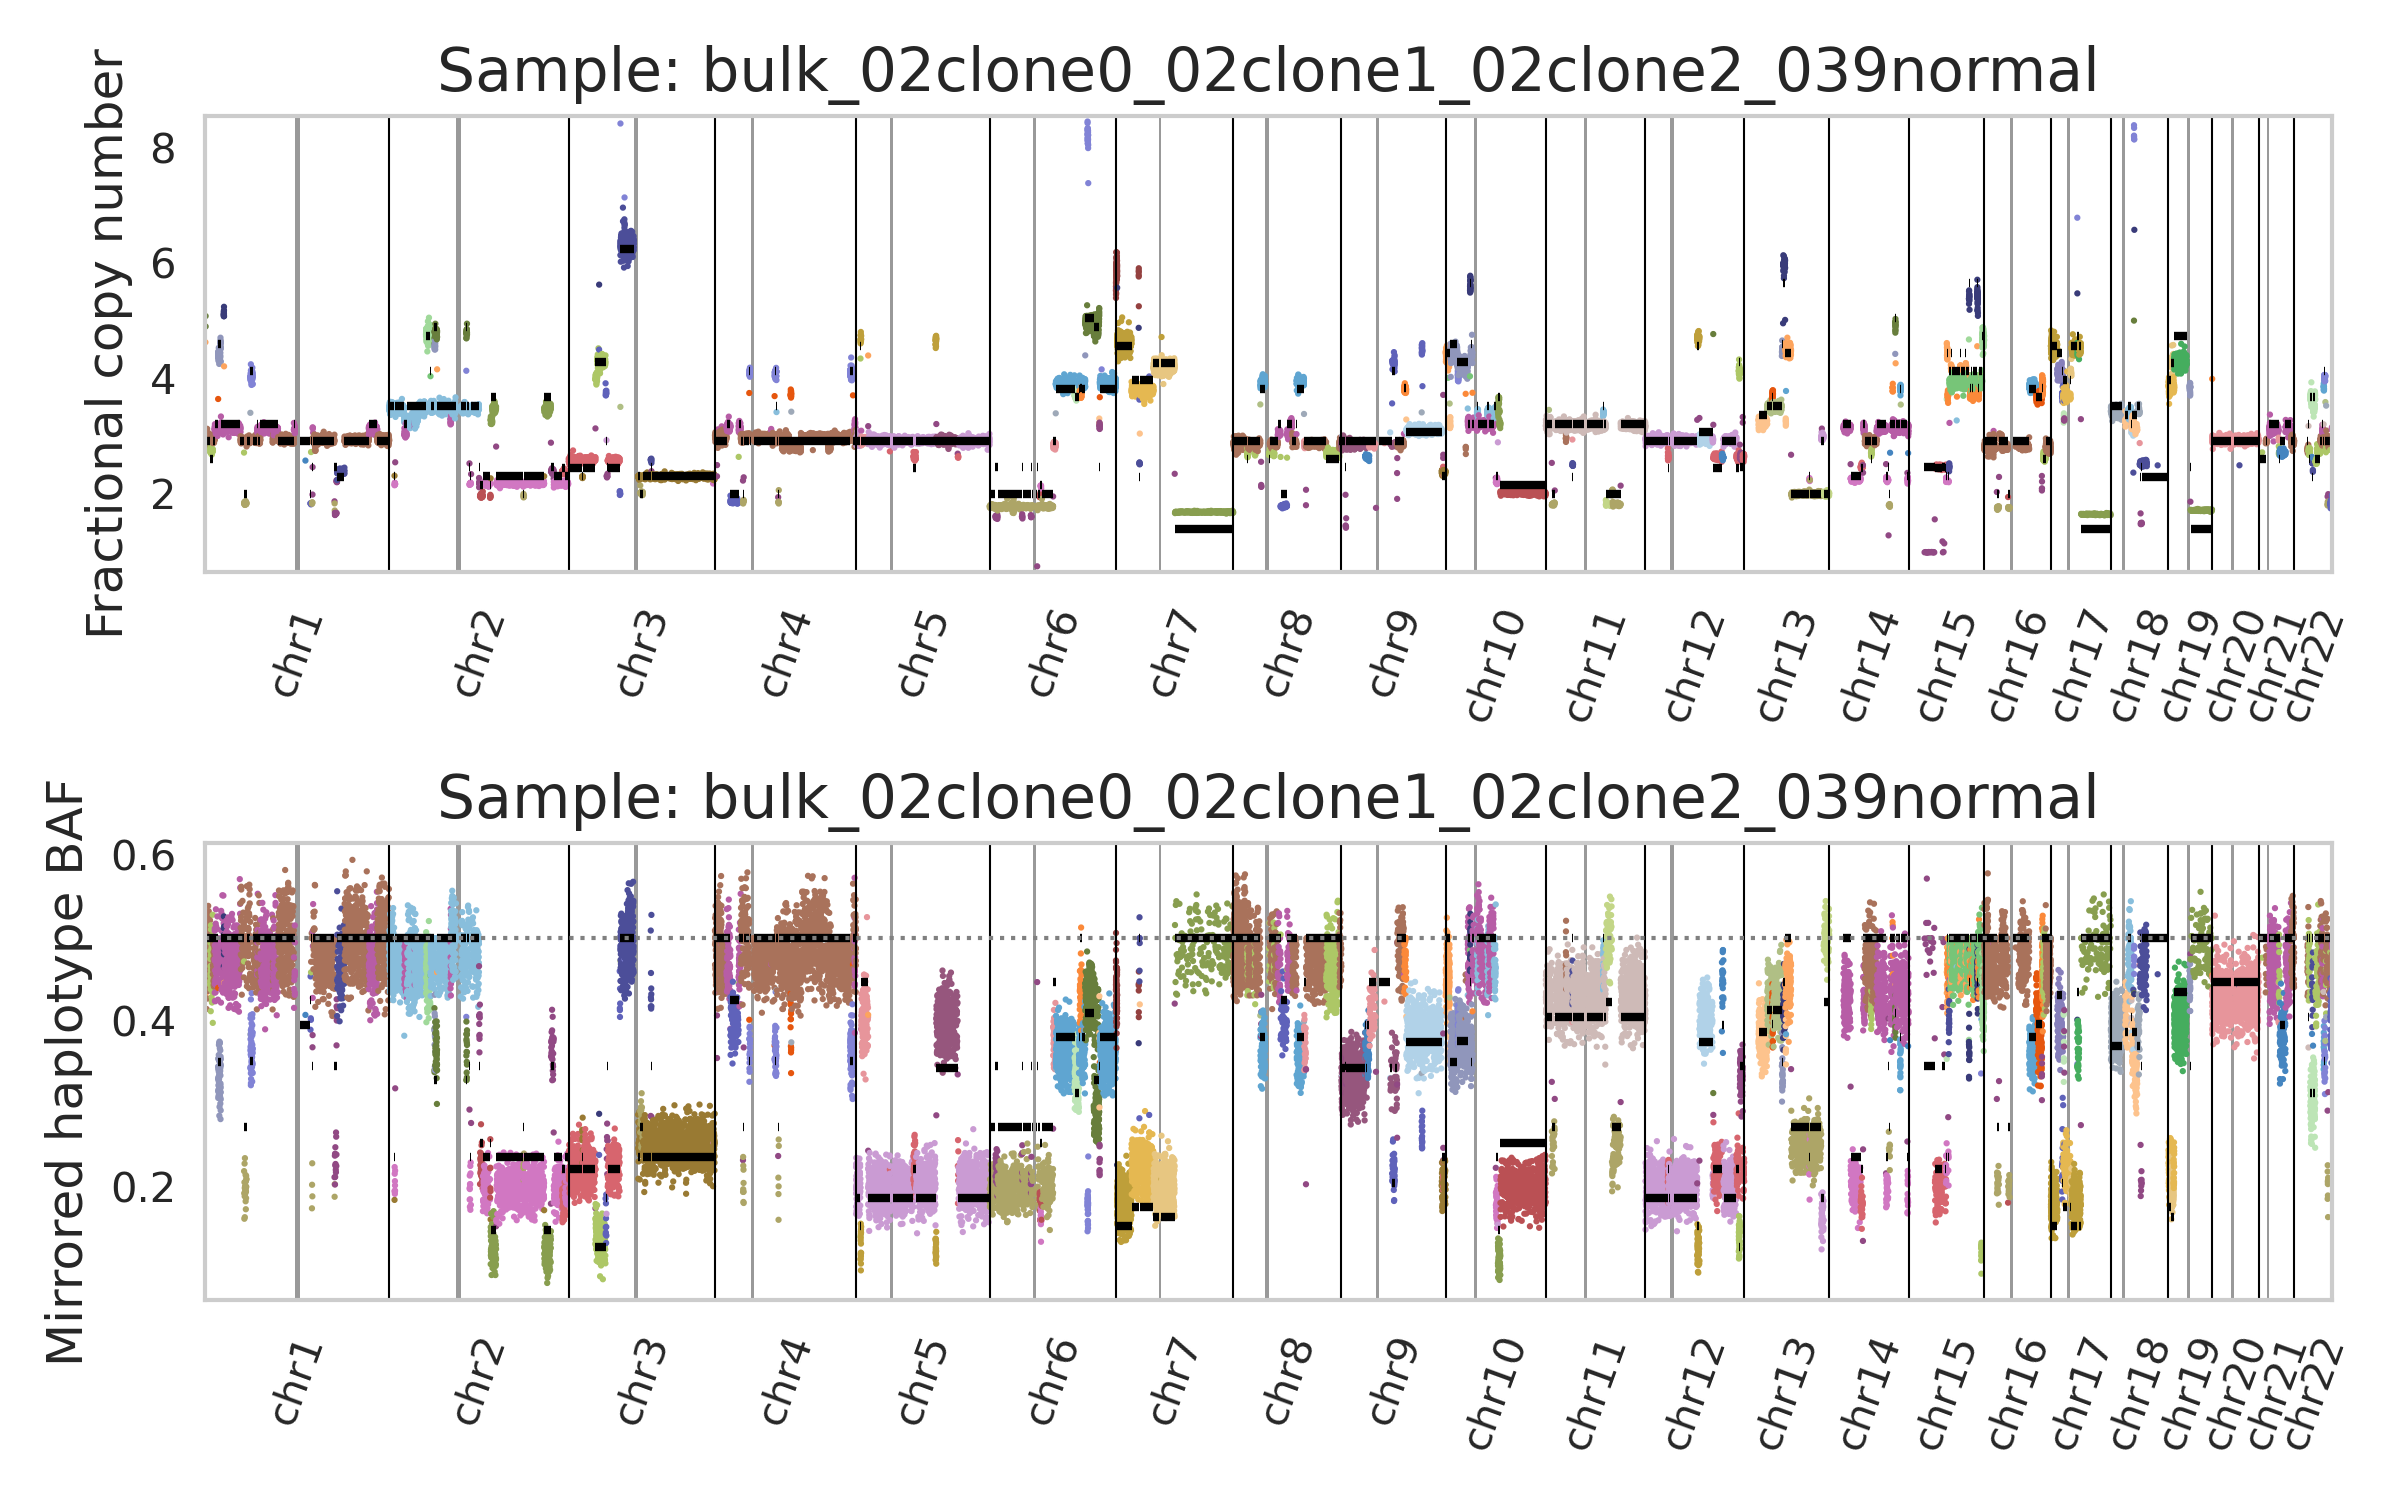 Sample: bulk_02clone0_02clone1_02clone2_039normal
Fractional copy number
8
6
4
2
chr1 chr2 chr3 chr4 chr5 chr6 chr7 chr8 chr9 chr10 chr11 chr12 chr13 chr14 chr15 chr16 chr17 chr18 chr19 chr20 chr21 chr22
Sample: bulk_02clone0_02clone1_02clone2_039normal
Mirrored haplotype BAF
0.6
0.4
0.2
chr1 chr2 chr3 chr4 chr5 chr6 chr7 chr8 chr9 chr10 chr11 chr12 chr13 chr14 chr15 chr16 chr17 chr18 chr19 chr20 chr21 chr22